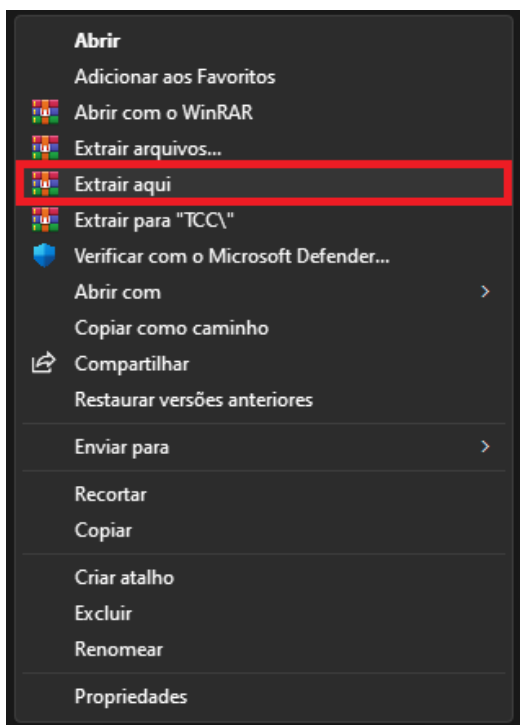 Abrir
Adicionar aos Favoritos
Abrir com o WinRAR
Extrair arquivos...
Extrair aqui
Extrair para "TCC\"
Verificar com o Microsoft Defender...
Abrir com
Copiar como caminho
Compartilhar
Restaurar versões anteriores
Enviar para
Recortar
Copiar
Criar atalho
Excluir
Renomear
Propriedades